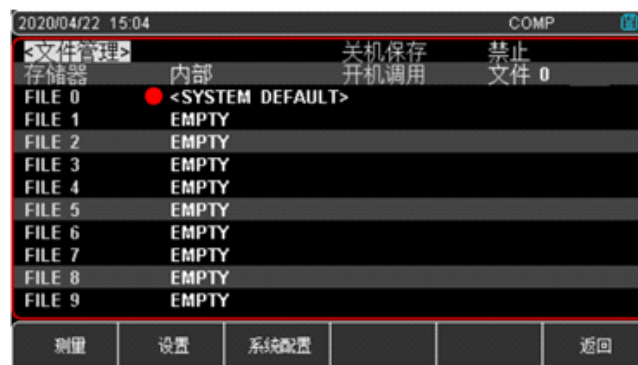 2020/04/22 15:04 COMP
<文件管理> 关机保存 禁止
存储器 内部 开机调用 文件 0
FILE 0 <SYSTEM DEFAULT>
FILE 1 EMPTY
FILE 2 EMPTY
FILE 3 EMPTY
FILE 4 EMPTY
FILE 5 EMPTY
FILE 6 EMPTY
FILE 7 EMPTY
FILE 8 EMPTY
FILE 9 EMPTY
测量 设置 系统配置 返回